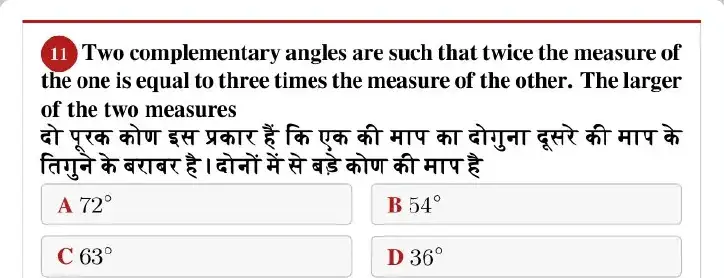 11 Two complementary angles are such that twice the measure of
the one is equal to three times the measure of the other. The larger
of the two measures
दो पूरक कोण इस प्रकार हैं कि एक की माप का दोगुना दूसरे की माप के
तिगुने के बराबर है। दोनों में से बड़े कोण की माप है
A 72°
B 54°
C 63°
D 36°